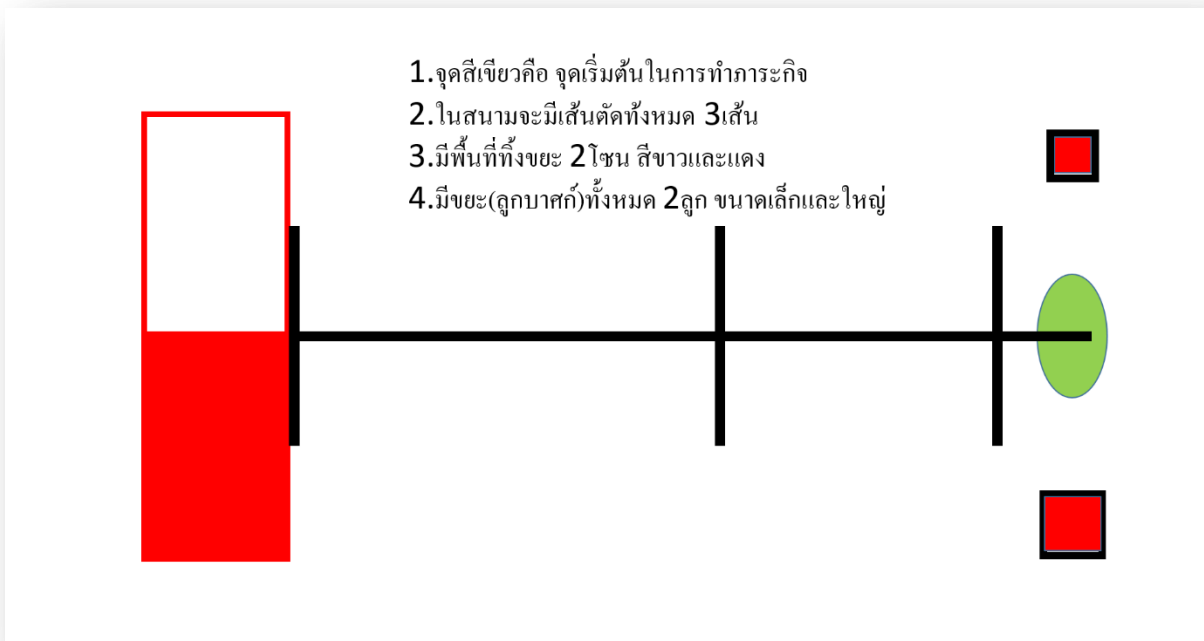 1.จุดสีเขียวคือ จุดเริ่มต้นในการทำภาระกิจ
2.ในสนามจะมีเส้นตัดทั้งหมด 3เส้น
3.มีพื้นที่ทิ้งขยะ 2โซน สีขาวและแดง
4.มีขยะ(ลูกบาศก์)ทั้งหมด 2ลูก ขนาดเล็กและใหญ่